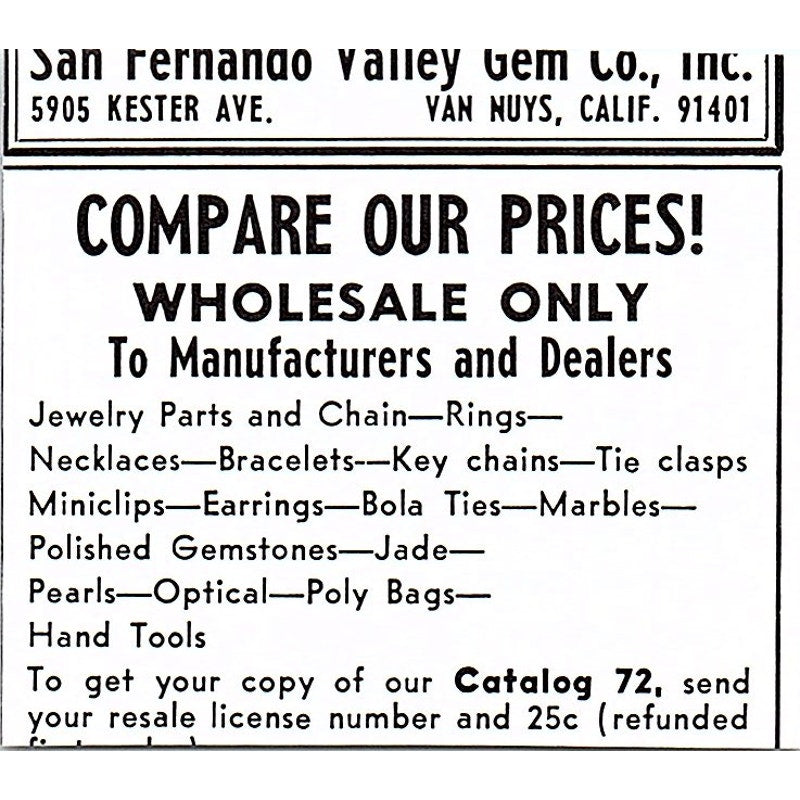 San Fernando Valley Gem Co., Inc.
5905 KESTER AVE. VAN NUYS, CALIF. 91401
COMPARE OUR PRICES!
WHOLESALE ONLY
To Manufacturers and Dealers
Jewelry Parts and Chain—Rings—
Necklaces—Bracelets-—Key chains—Tie clasps
Miniclips—Earrings—Bola Ties—Marbles—
Polished Gemstones—Jade—
Pearls—Optical—Poly Bags—
Hand Tools
To get your copy of our Catalog 72, send
your resale license number and 25c (refunded